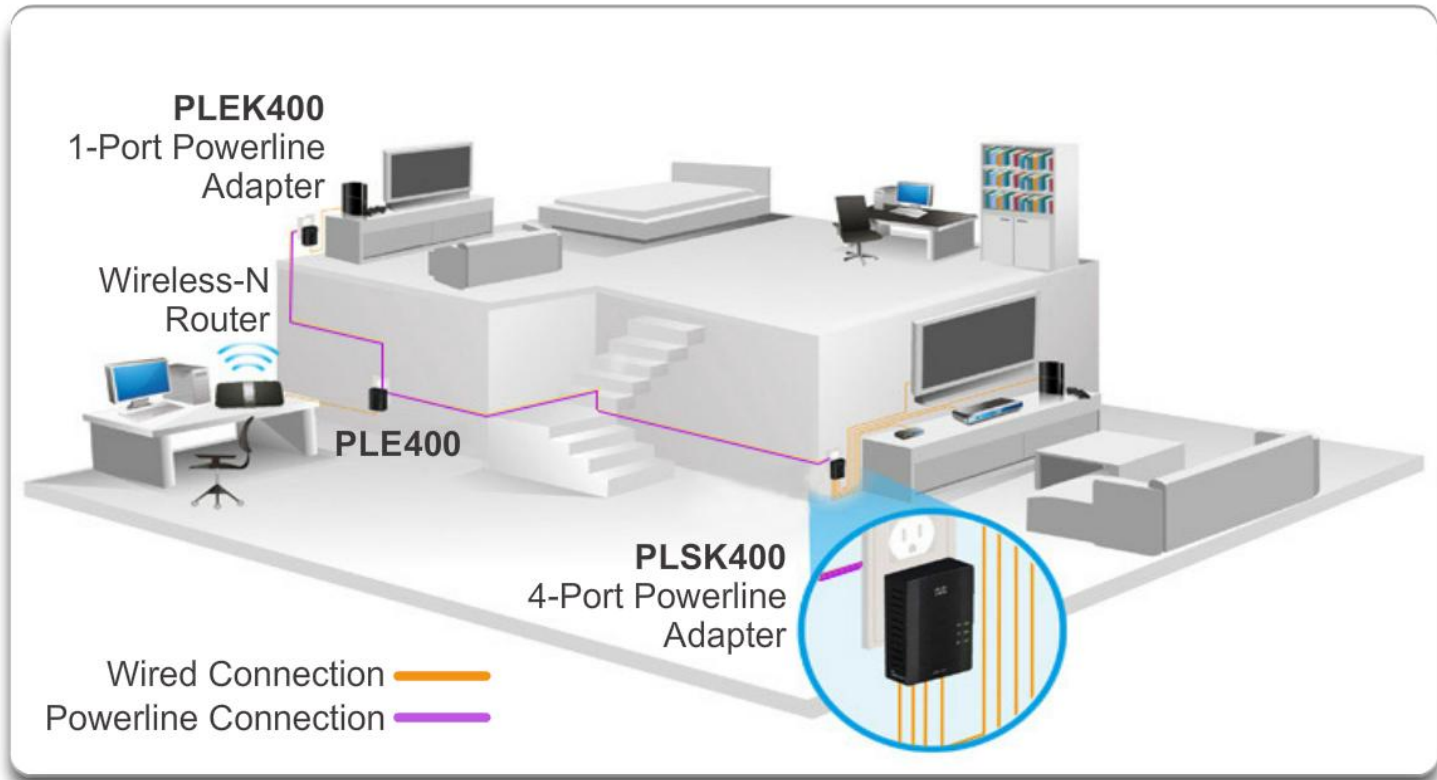 PLEK400
1-Port Powerline
Adapter
Wireless-N
Router
PLE400
PLSK400
4-Port Powerline
Adapter
Wired Connection
Powerline Connection